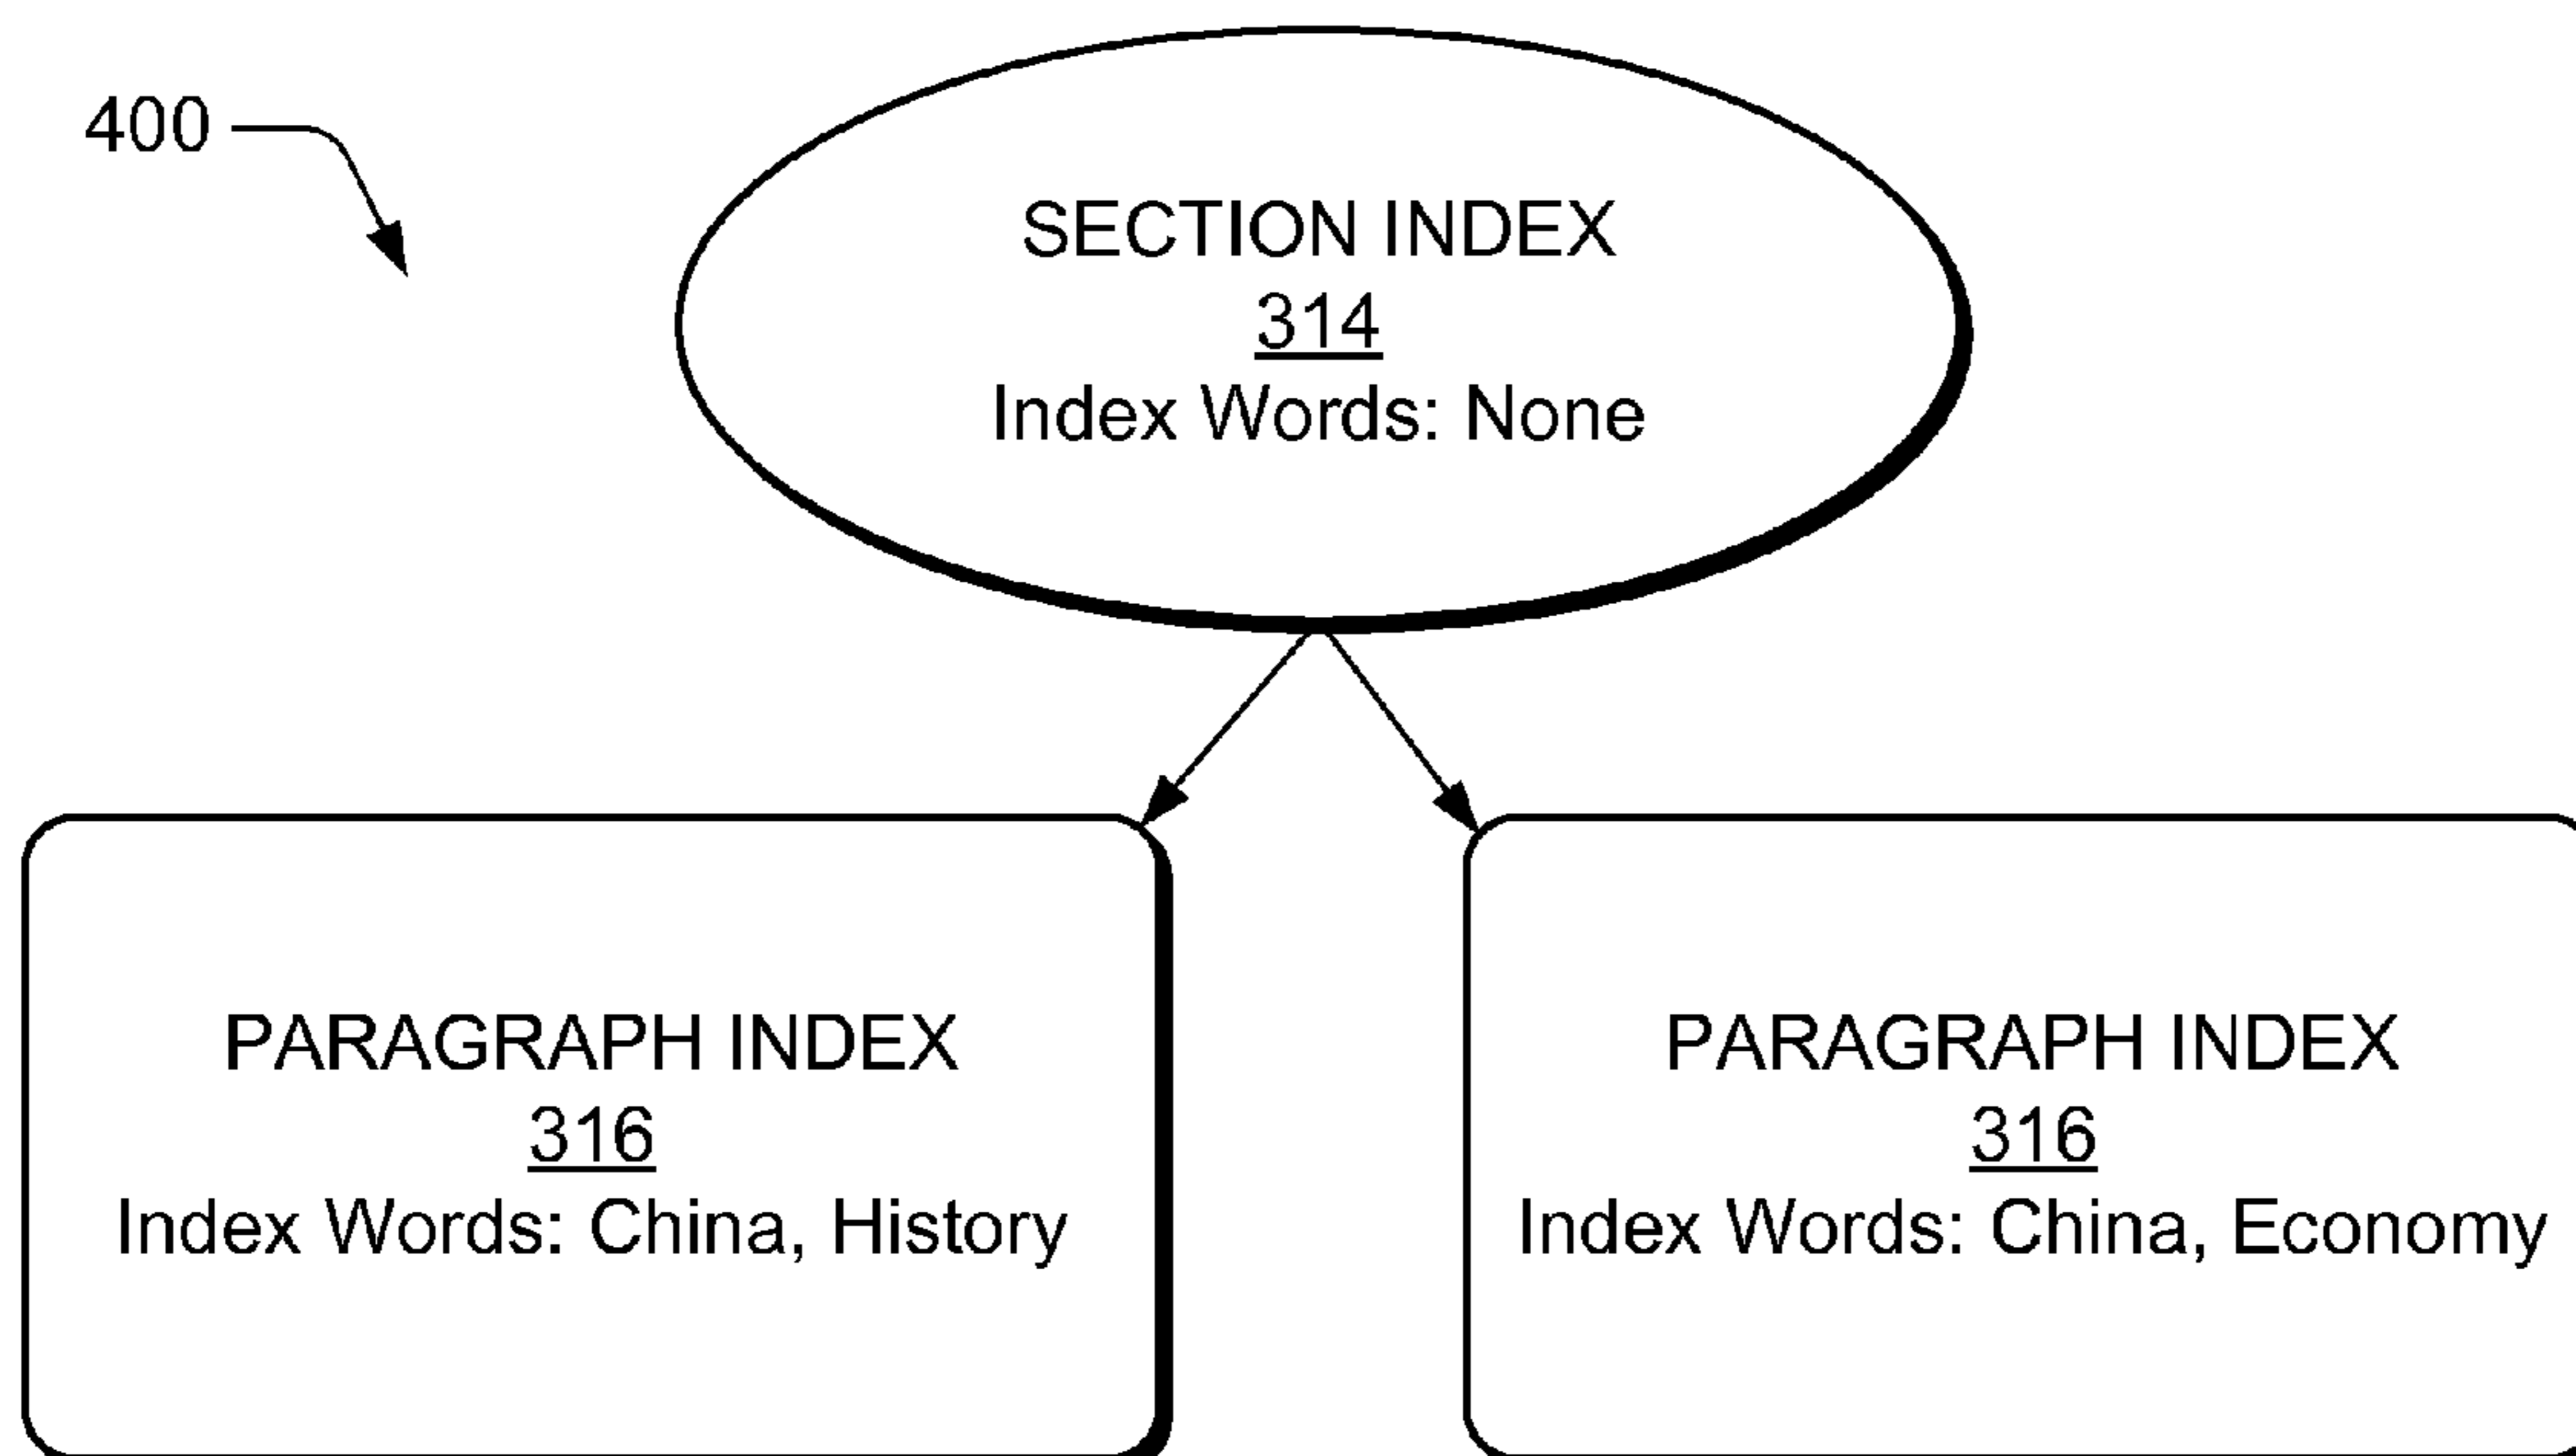 400
SECTION INDEX
314
Index Words: None
PARAGRAPH INDEX
316
Index Words: China, History
PARAGRAPH INDEX
316
Index Words: China, Economy